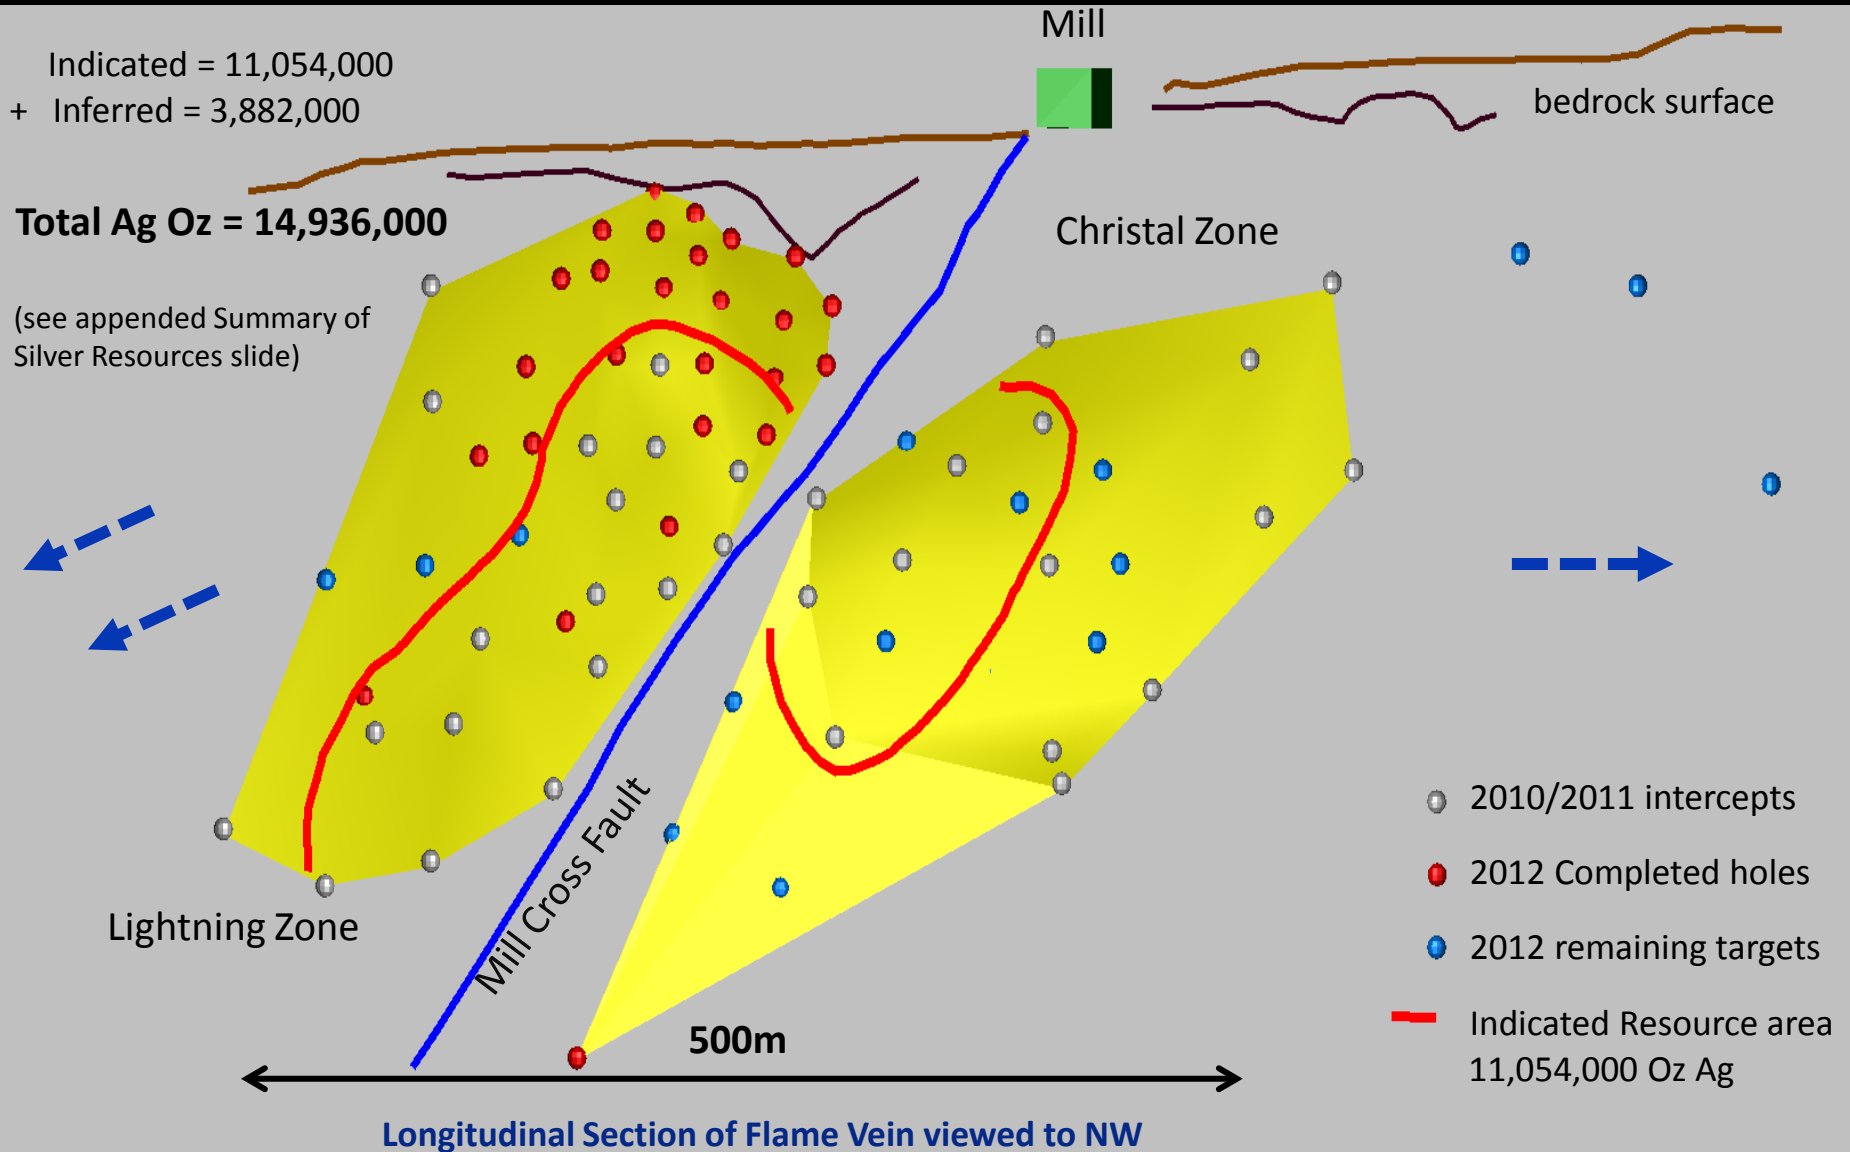 Mill
Indicated = 11,054,000
+ Inferred = 3,882,000
bedrock surface
Total Ag Oz = 14,936,000
Christal Zone
(see appended Summary of
Silver Resources slide)
2010/2011 intercepts
2012 Completed holes
Lightning Zone
Mill Cross Fault
2012 remaining targets
Indicated Resource area
11,054,000 Oz Ag
500m
Longitudinal Section of Flame Vein viewed to NW